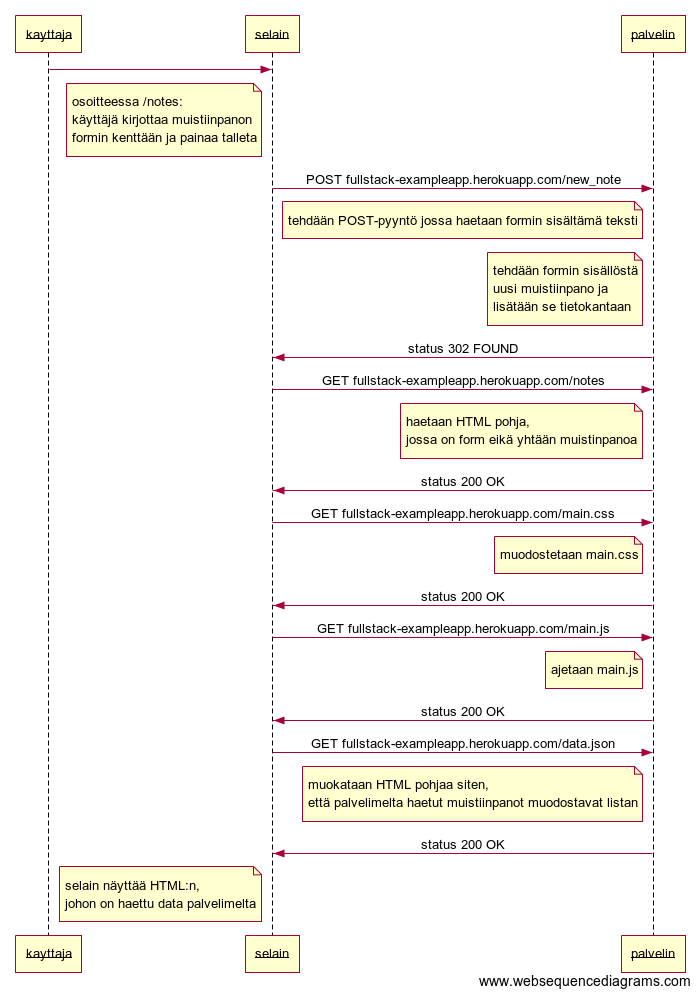 kayttaja
selain
palvelin
osoitteessa /notes:
käyttäjä kirjottaa muistiinpanon
formin kenttään ja painaa talleta
POST fullstack-exampleapp.herokuapp.com/new_note
tehdään POST-pyyntö jossa haetaan formin sisältämä teksti
tehdään formin sisällöstä
uusi muistiinpano ja
lisätään se tietokantaan
status 302 FOUND
GET fullstack-exampleapp.herokuapp.com/notes
haetaan HTML pohja,
jossa on form eikä yhtään muistinpanoa
status 200 OK
GET fullstack-exampleapp.herokuapp.com/main.css
muodostetaan main.css
status 200 OK
GET fullstack-exampleapp.herokuapp.com/main.js
ajetaan main.js
status 200 OK
GET fullstack-exampleapp.herokuapp.com/data.json
muokataan HTML pohjaa siten,
että palvelimelta haetut muistiinpanot muodostavat listan
status 200 OK
selain näyttää HTML:n,
johon on haettu data palvelimelta
kayttaja
selain
palvelin
www.websequencediagrams.com